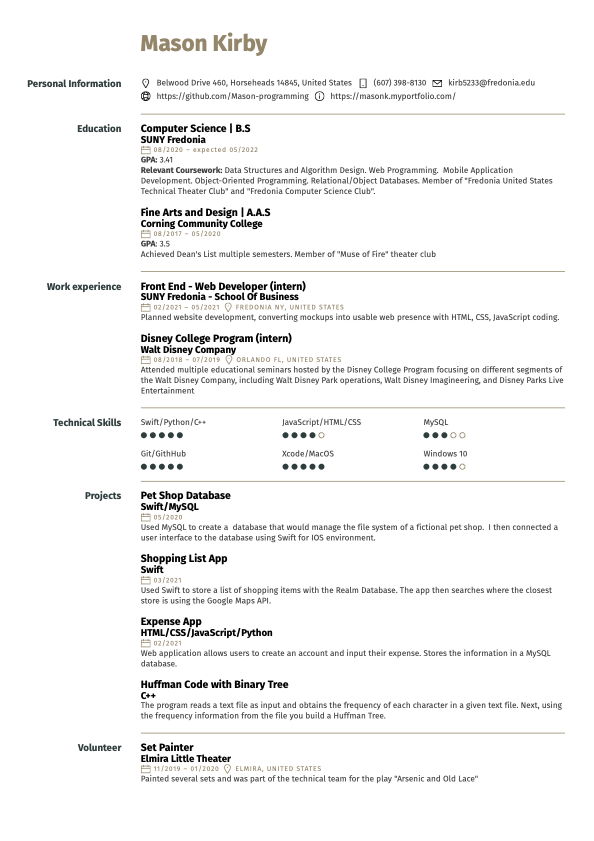 Mason Kirby
Personal Information
Belwood Drive 460, Horseheads 14845, United States (607) 398-8130 kirb5233@fredonia.edu
https://github.com/Mason-programming https://masonk.myportfolio.com/
Education
Computer Science | B.S
SUNY Fredonia
08/2020 – expected 05/2022
GPA: 3.41
Relevant Coursework: Data Structures and Algorithm Design. Web Programming. Mobile Application
Development. Object-Oriented Programming. Relational/Object Databases. Member of "Fredonia United States
Technical Theater Club" and "Fredonia Computer Science Club".
Fine Arts and Design | A.A.S
Corning Community College
08/2017 – 05/2020
GPA: 3.5
Achieved Dean's List multiple semesters. Member of "Muse of Fire" theater club
Work experience
Front End - Web Developer (intern)
SUNY Fredonia - School Of Business
02/2021 – 05/2021 FREDONIA NY, UNITED STATES
Planned website development, converting mockups into usable web presence with HTML, CSS, JavaScript coding.
Disney College Program (intern)
Walt Disney Company
08/2018 – 07/2019 ORLANDO FL, UNITED STATES
Attended multiple educational seminars hosted by the Disney College Program focusing on different segments of
the Walt Disney Company, including Walt Disney Park operations, Walt Disney Imagineering, and Disney Parks Live
Entertainment
Technical Skills
Swift/Python/C++ JavaScript/HTML/CSS MySQL
Git/GitHub Xcode/MacOS Windows 10
Projects
Pet Shop Database
Swift/MySQL
05/2020
Used MySQL to create a database that would manage the file system of a fictional pet shop. I then connected a
user interface to the database using Swift for IOS environment.
Shopping List App
Swift
03/2021
Used Swift to store a list of shopping items with the Realm Database. The app then searches where the closest
store is using the Google Maps API.
Expense App
HTML/CSS/JavaScript/Python
02/2021
Web application allows users to create an account and input their expense. Stores the information in a MySQL
database.
Huffman Code with Binary Tree
C++
The program reads a text file as input and obtains the frequency of each character in a given text file. Next, using
the frequency information from the file you build a Huffman Tree.
Volunteer
Set Painter
Elmira Little Theater
11/2019 – 01/2020 ELMIRA, UNITED STATES
Painted several sets and was part of the technical team for the play "Arsenic and Old Lace"